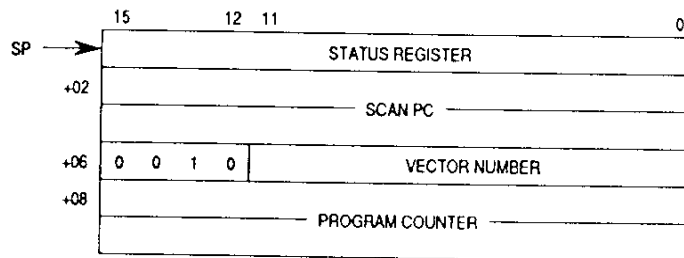 15 12 11 0
SP STATUS REGISTER
+02
SCAN PC
+06 0 0 1 0 VECTOR NUMBER
+08
PROGRAM COUNTER